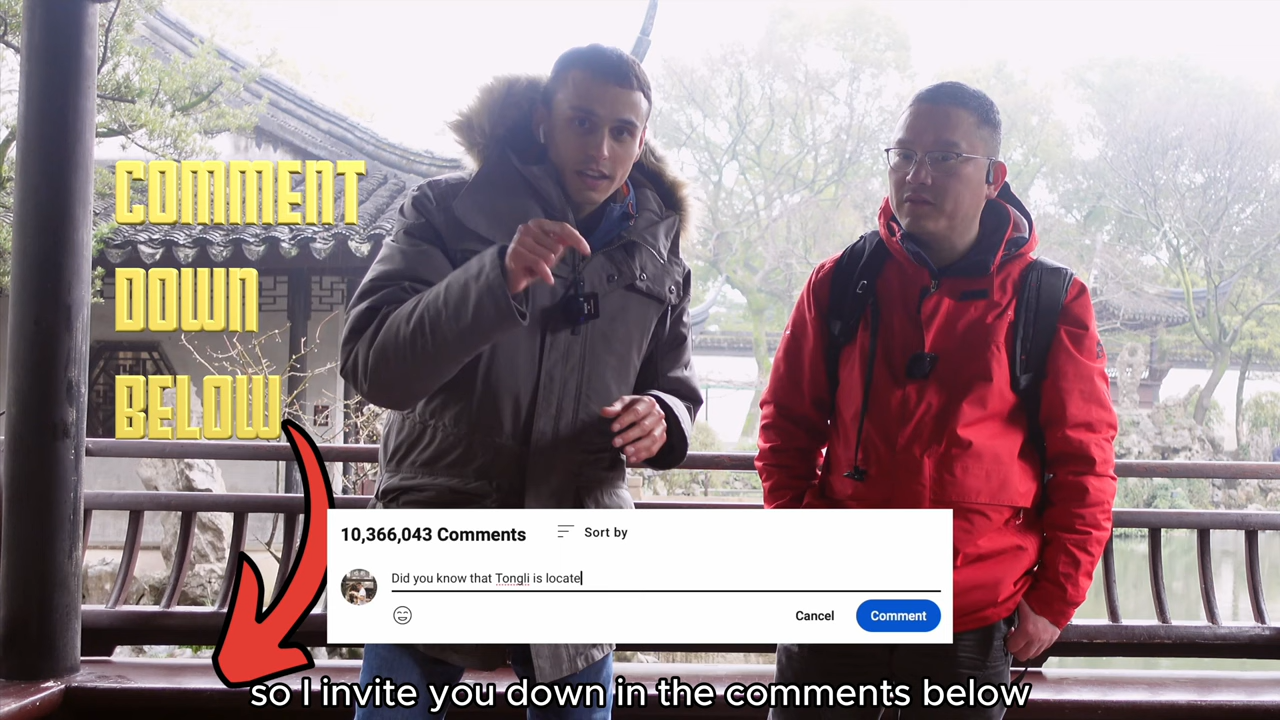 COMMENT
DOWN
BELOW
10,366,043 Comments
Sort by
Did you know that Tongli is locate
Cancel
Comment
so I invite you down in the comments below